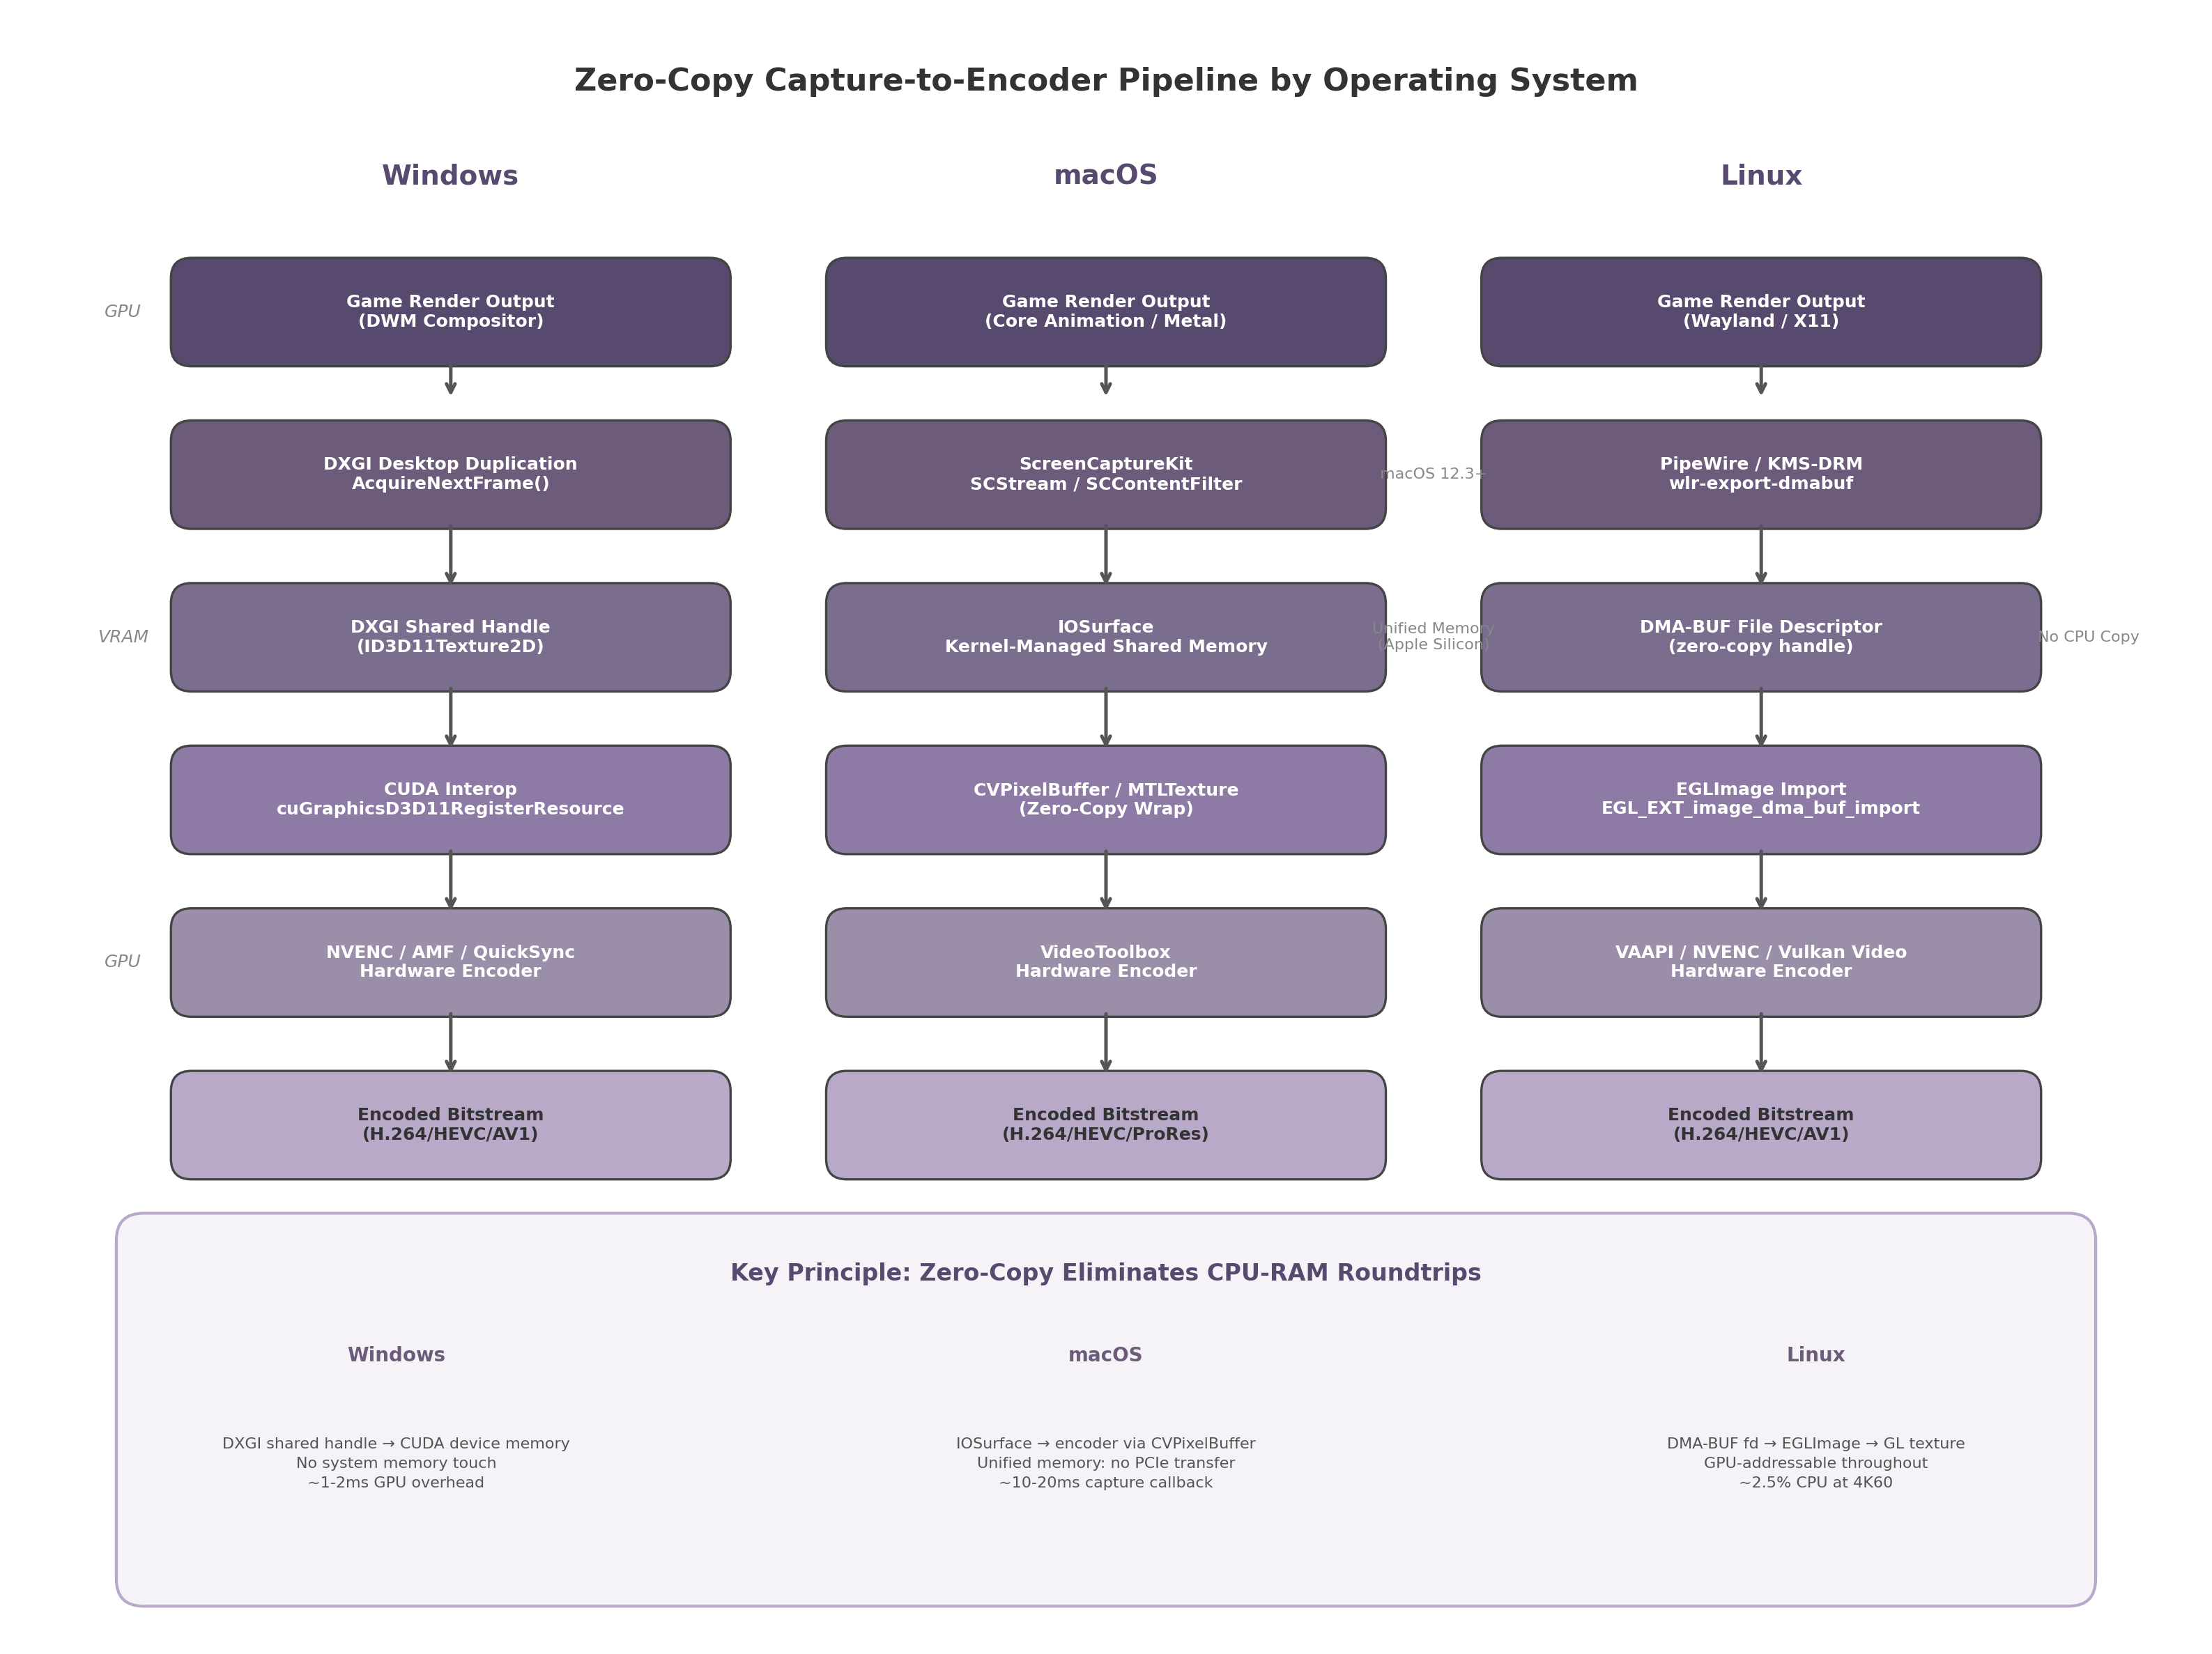 Zero-Copy Capture-to-Encoder Pipeline by Operating System
Windows
macOS
Linux
GPU
Game Render Output
(DWM Compositor)
Game Render Output
(Core Animation / Metal)
Game Render Output
(Wayland / X11)
DXGI Desktop Duplication
AcquireNextFrame()
ScreenCaptureKit
SCStream / SCContentFilter
macOS 12.3+
PipeWire / KMS-DRM
wlr-export-dmabuf
VRAM
DXGI Shared Handle
(ID3D11Texture2D)
IOSurface
Kernel-Managed Shared Memory
Unified Memory
(Apple Silicon)
DMA-BUF File Descriptor
(zero-copy handle)
No CPU Copy
CUDA Interop
cuGraphicsD3D11RegisterResource
CVPixelBuffer / MTLTexture
(Zero-Copy Wrap)
EGLImage Import
EGL_EXT_image_dma_buf_import
GPU
NVENC / AMF / QuickSync
Hardware Encoder
VideoToolbox
Hardware Encoder
VAAPI / NVENC / Vulkan Video
Hardware Encoder
Encoded Bitstream
(H.264/HEVC/AV1)
Encoded Bitstream
(H.264/HEVC/ProRes)
Encoded Bitstream
(H.264/HEVC/AV1)
Key Principle: Zero-Copy Eliminates CPU-RAM Roundtrips
Windows
DXGI shared handle → CUDA device memory
No system memory touch
~1-2ms GPU overhead
macOS
IOSurface → encoder via CVPixelBuffer
Unified memory: no PCIe transfer
~10-20ms capture callback
Linux
DMA-BUF fd → EGLImage → GL texture
GPU-addressable throughout
~2.5% CPU at 4K60